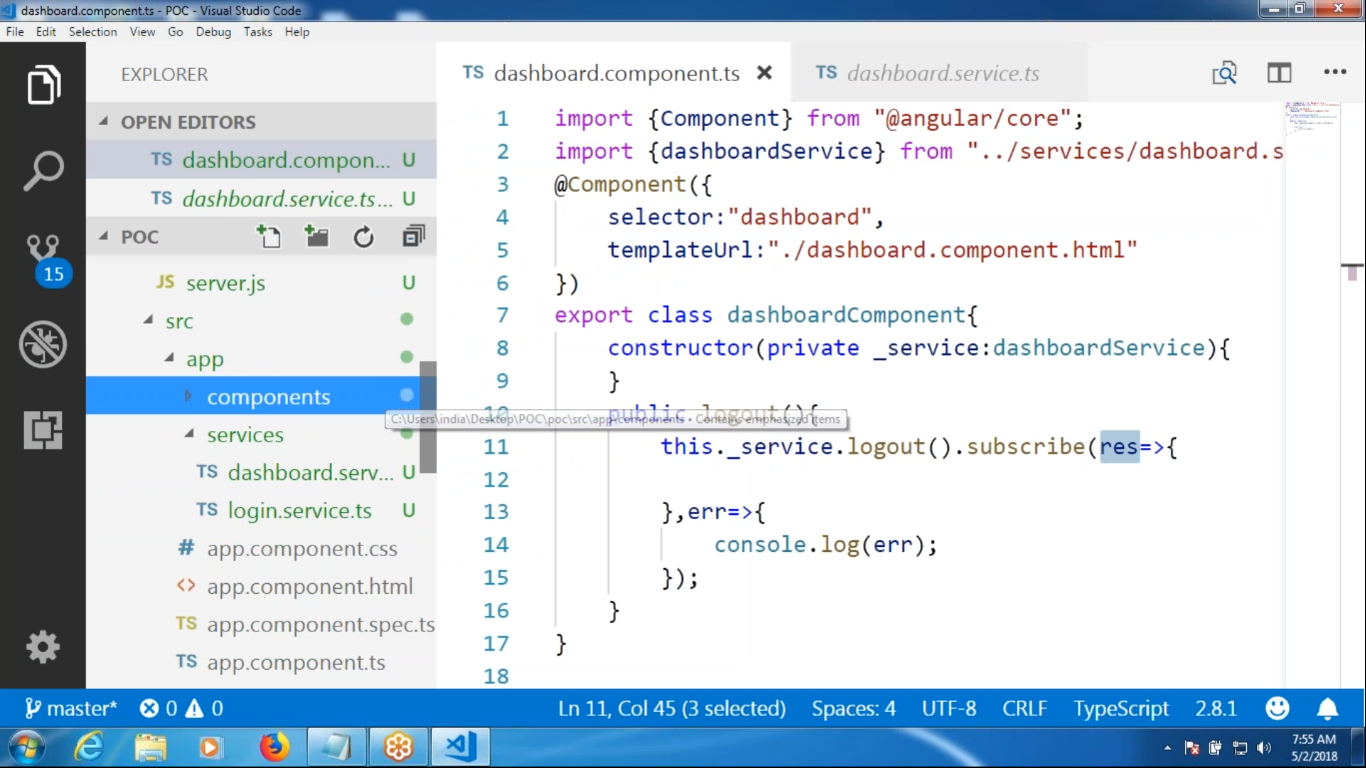 dashboard.component.ts - POC - Visual Studio Code
File Edit Selection View Go Debug Tasks Help
EXPLORER
OPEN EDITORS
TS dashboard.compon... U
TS dashboard.service.ts... U
POC
JS server.js U
src
app
components
services
TS dashboard.serv... U
TS login.service.ts U
# app.component.css
<> app.component.html
TS app.component.spec.ts
TS app.component.ts
15
TS dashboard.component.ts
TS dashboard.service.ts
1 import {Component} from "@angular/core";
2 import {dashboardService} from "../services/dashboard.s
3 @Component({
4 selector:"dashboard",
5 templateUrl:"./dashboard.component.html"
6 })
7 export class dashboardComponent{
8 constructor(private _service:dashboardService){
9 }
10 public logout(){
C:\Users\india\Desktop\POC\poc\src\app\components • Contains emphasized items
11 this._service.logout().subscribe(res=>{
12
13 },err=>{
14 console.log(err);
15 });
16 }
17 }
18
master* 0 0 Ln 11, Col 45 (3 selected) Spaces: 4 UTF-8 CRLF TypeScript 2.8.1
7:55 AM
5/2/2018